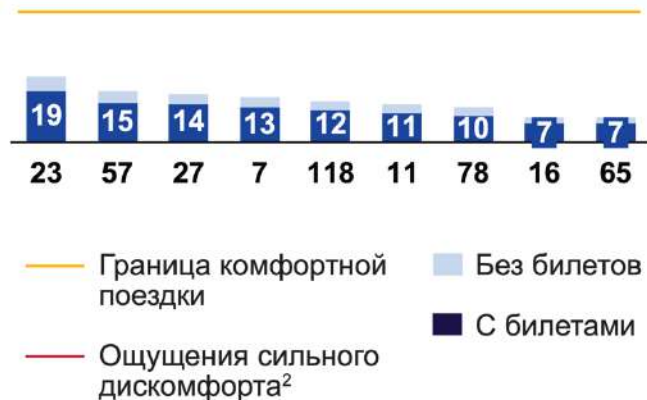 19 15 14 13 12 11 10 7 7
23 57 27 7 118 11 78 16 65
Граница комфортной
поездки
Без билетов
С билетами
Ощущения сильного
дискомфорта²